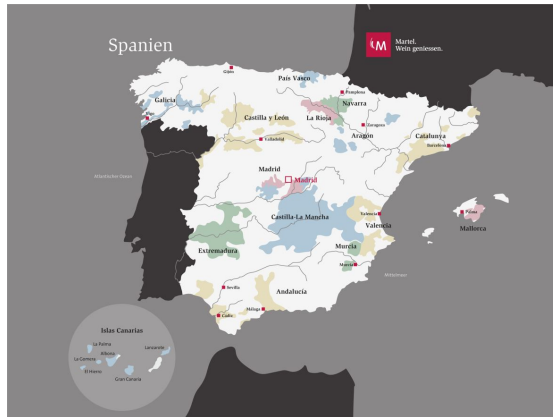 Spanien
Martel.
Wein geniessen.
Gijón
País Vasco
Galicia
Pamplona
Navarra
Vigo
Castilla y León
La Rioja
Zaragoza
Aragón
Catalunya
Valladolid
Barcelona
Atlantischer Ozean
Madrid
Madrid
Castilla-La Mancha
Valencia
Valencia
Palma
Mallorca
Extremadura
Murcia
Murcia
Mittelmeer
Sevilla
Andalucía
Málaga
Cádiz
Islas Canarias
La Palma
Lanzarote
La Gomera
El Hierro
Gran Canaria